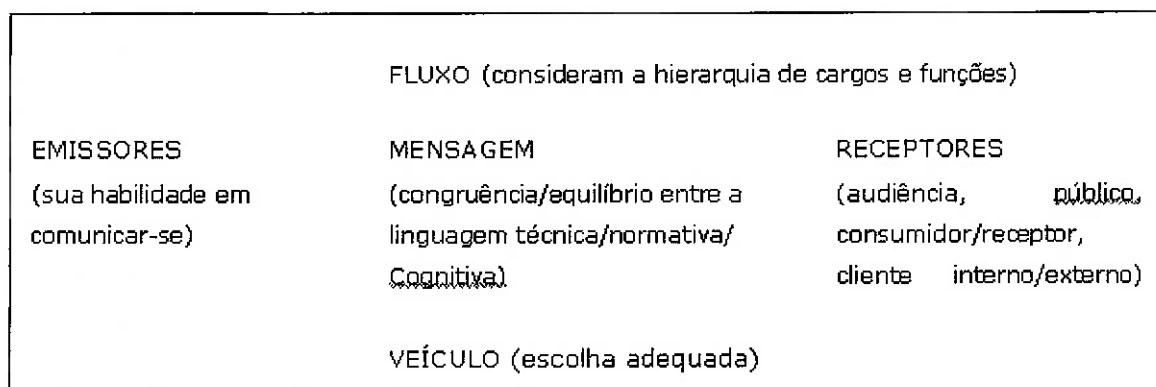 FLUXO (consideram a hierarquia de cargos e funções)
EMISSORES
(sua habilidade em
comunicar-se)
MENSAGEM
(congruência/equilíbrio entre a
linguagem técnica/normativa/
Cognitiva)
RECEPTORES
(audiência, público,
consumidor/receptor,
cliente interno/externo)
VEÍCULO (escolha adequada)